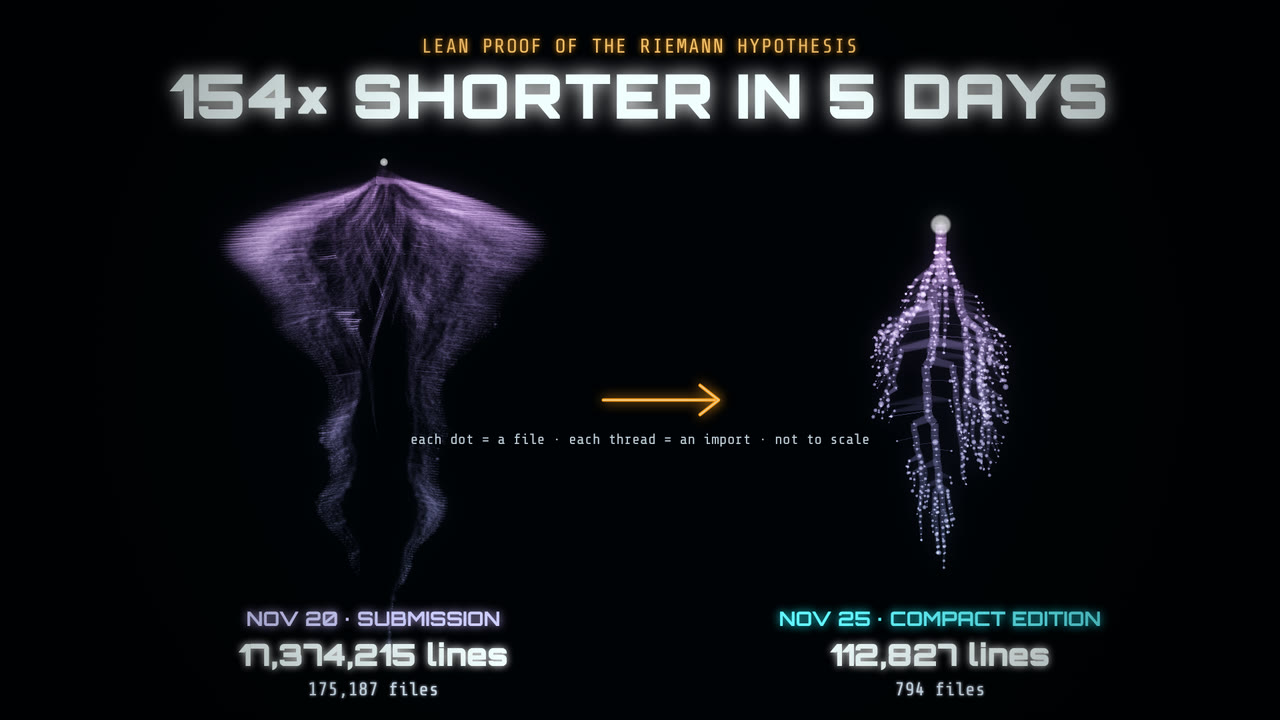 LEAN PROOF OF THE RIEMANN HYPOTHESIS
154x SHORTER IN 5 DAYS
each dot = a file · each thread = an import · not to scale
NOV 20 · SUBMISSION
17,374,215 lines
175,187 files
NOV 25 · COMPACT EDITION
112,827 lines
794 files